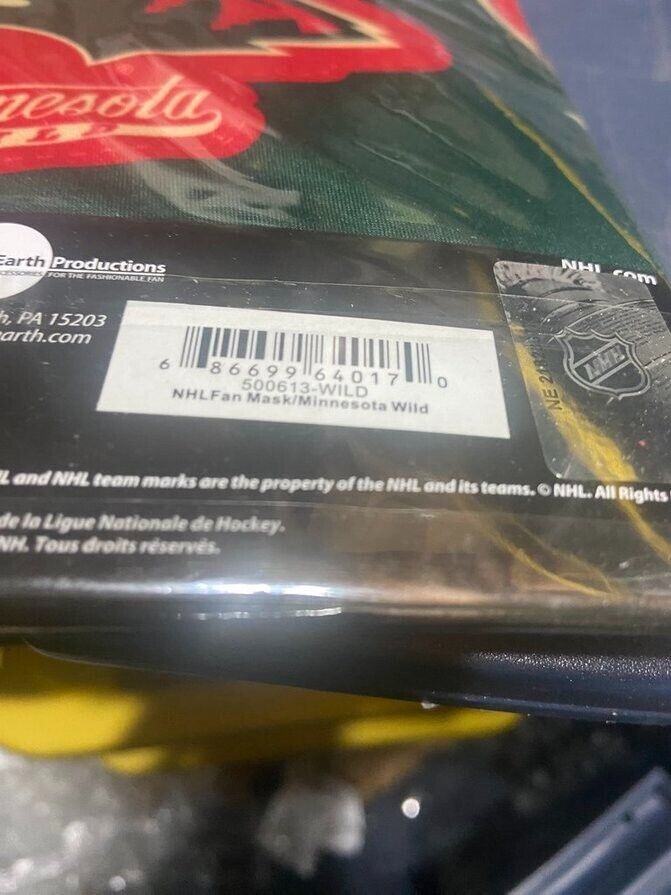 nesota
Earth Productions
FOR THE FASHIONABLE FAN
NHL.com
h, PA 15203
arth.com
6 86699 64017 0
500613-WILD
NHLFan Mask/Minnesota Wild
NHL
L and NHL team marks are the property of the NHL and its teams. © NHL. All Rights
de la Ligue Nationale de Hockey.
NH. Tous droits réservés.